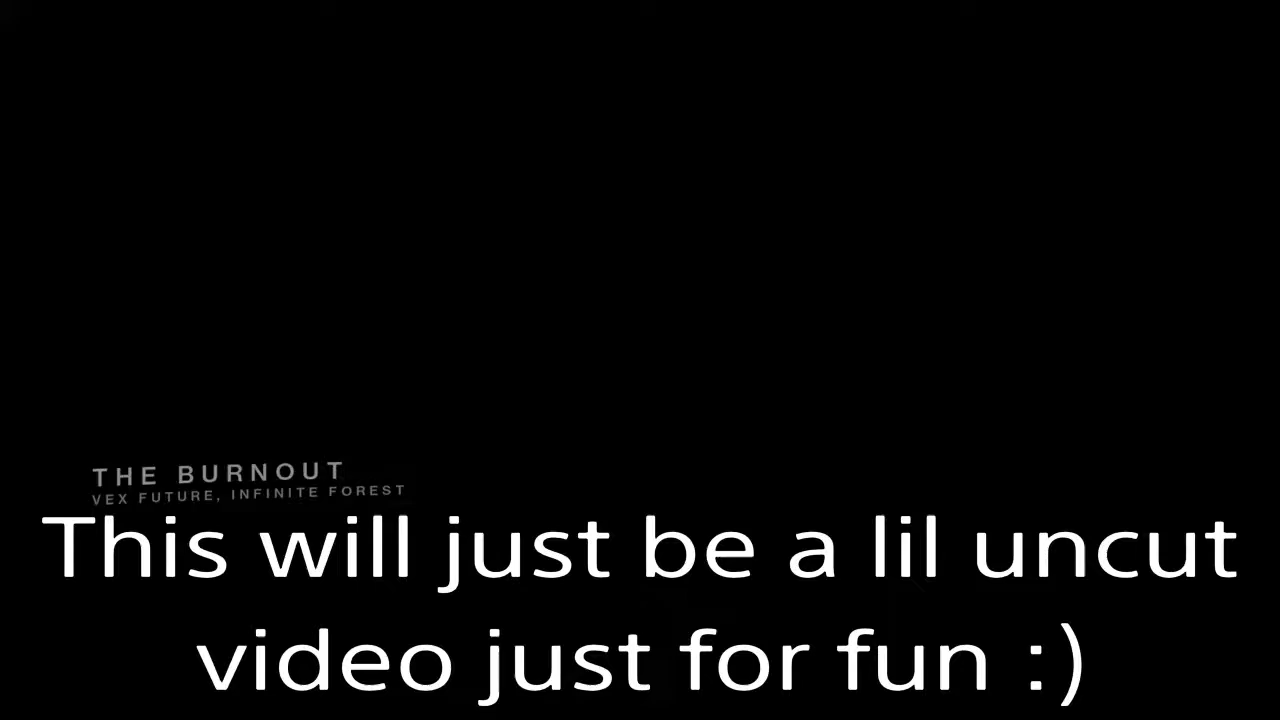 THE BURNOUT
VEX FUTURE, INFINITE FOREST
This will just be a lil uncut
video just for fun :)